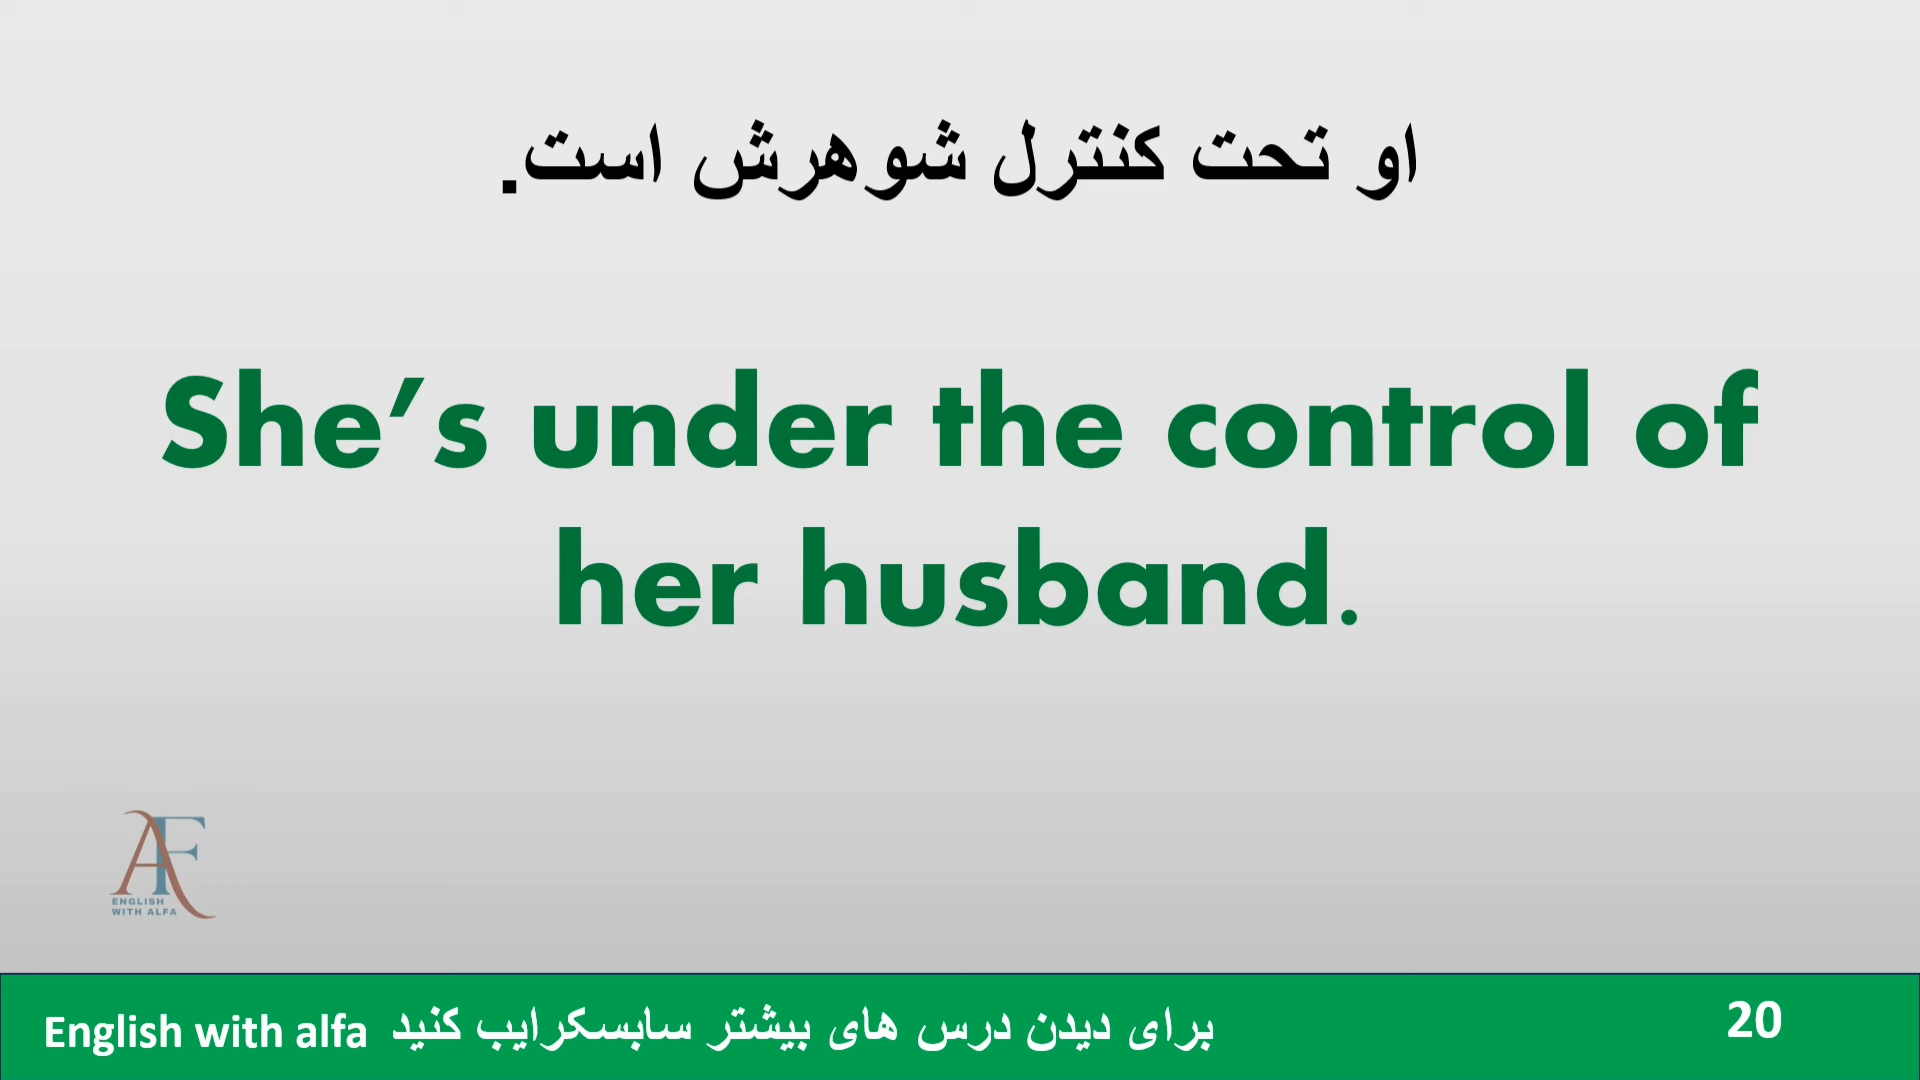 او تحت کنترل شوهرش است.
She’s under the control of
her husband.
ENGLISH
WITH ALFA
English with alfa برای دیدن درس های بیشتر سابسکرایب کنید
20